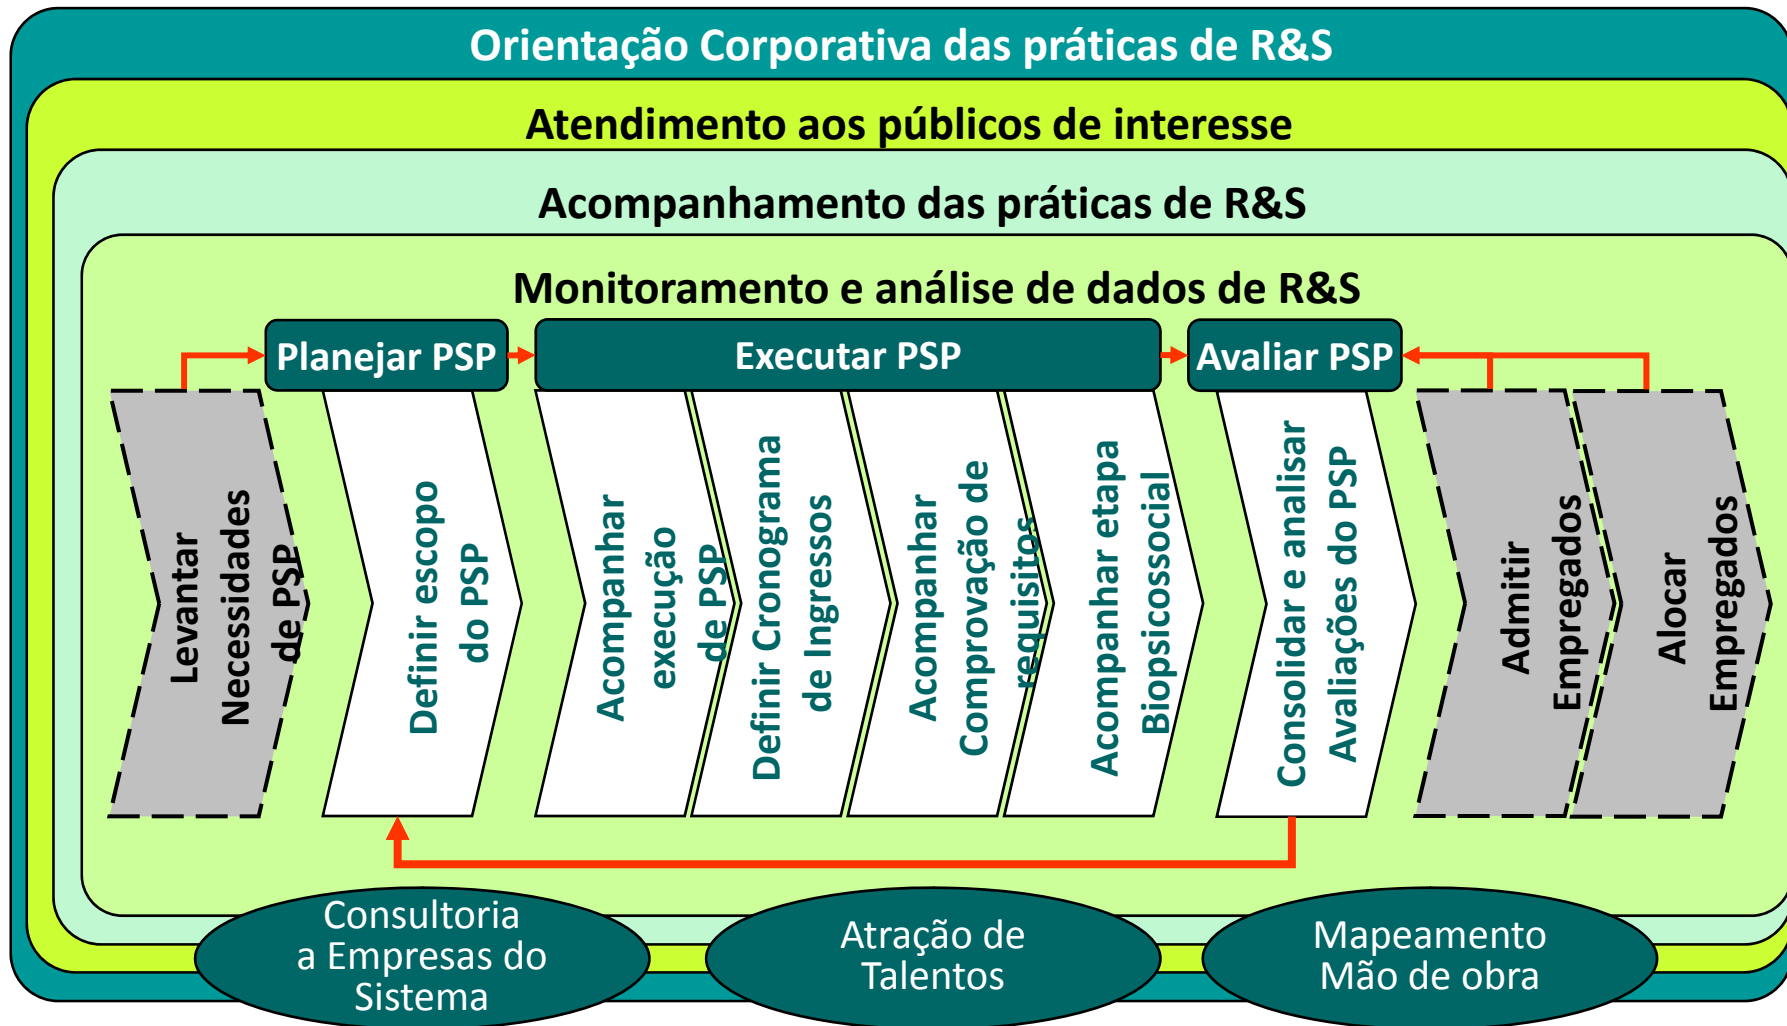 Orientação Corporativa das práticas de R&S
Atendimento aos públicos de interesse
Acompanhamento das práticas de R&S
Monitoramento e análise de dados de R&S
Planejar PSP
Executar PSP
Avaliar PSP
Levantar
Necessidades
de PSP
Definir escopo
do PSP
Acompanhar
execução
de PSP
Definir Cronograma
de Ingressos
Acompanhar
Comprovação de
requisitos
Acompanhar etapa
Biopsicossocial
Consolidar e analisar
Avaliações do PSP
Admitir
Empregados
Alocar
Empregados
Consultoria
a Empresas do
Sistema
Atração de
Talentos
Mapeamento
Mão de obra